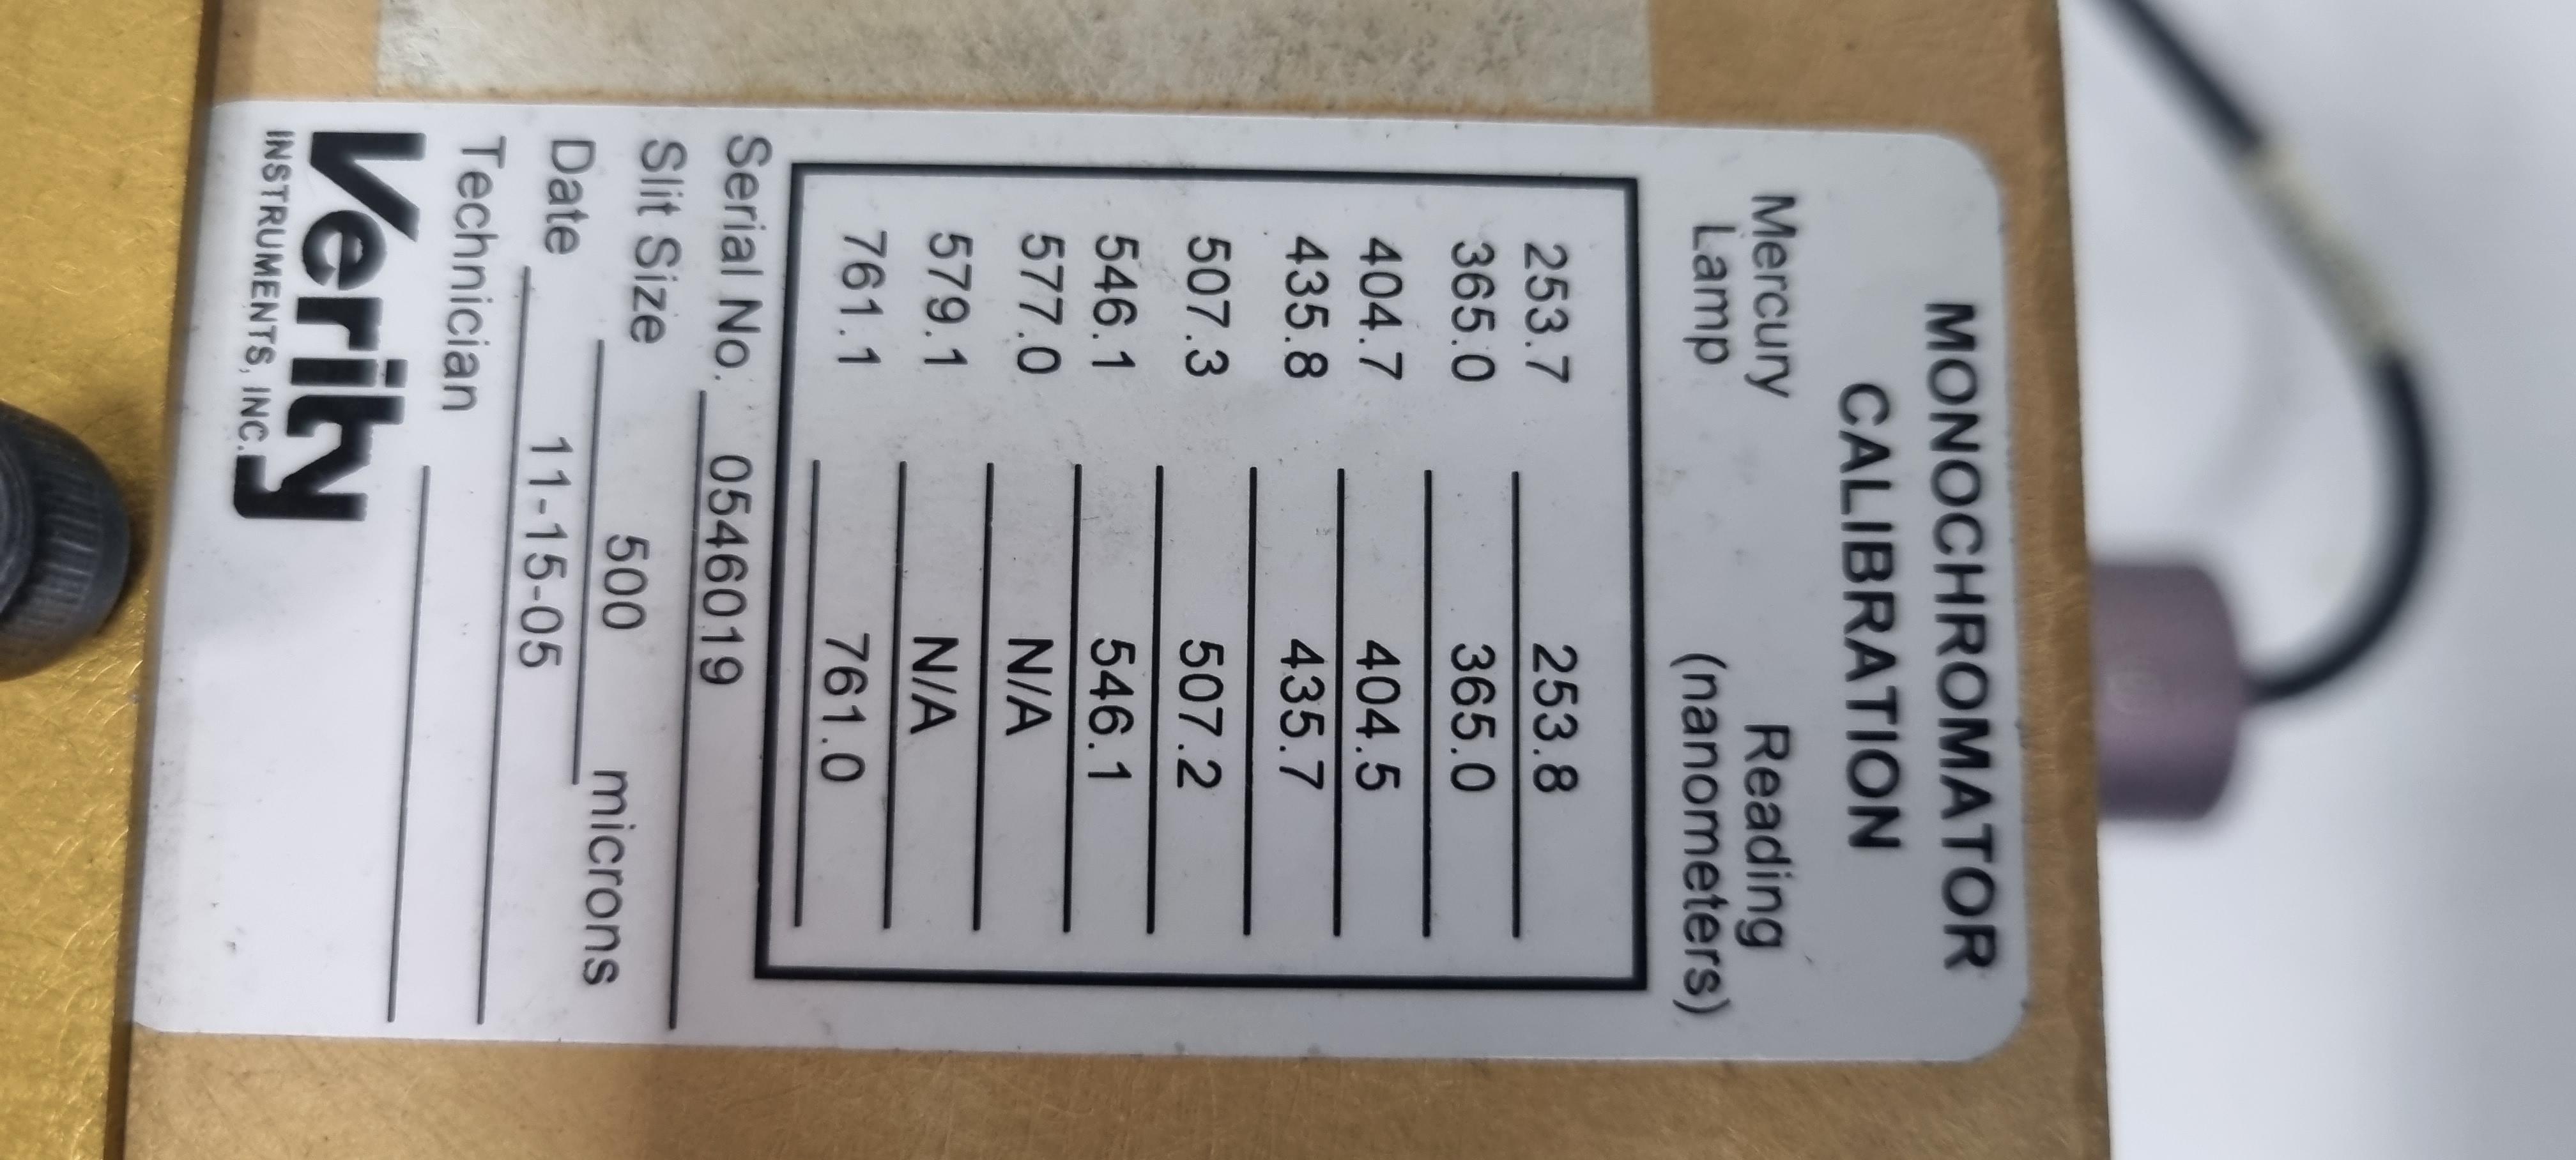 MONOCHROMATOR
CALIBRATION
Mercury Reading
Lamp (nanometers)
253.7 253.8
365.0 365.0
404.7 404.5
435.8 435.7
507.3 507.2
546.1 546.1
577.0 N/A
579.1 N/A
761.1 761.0
Serial No. 0546019
Slit Size 500 microns
Date 11-15-05
Technician
Verity
INSTRUMENTS, INC.